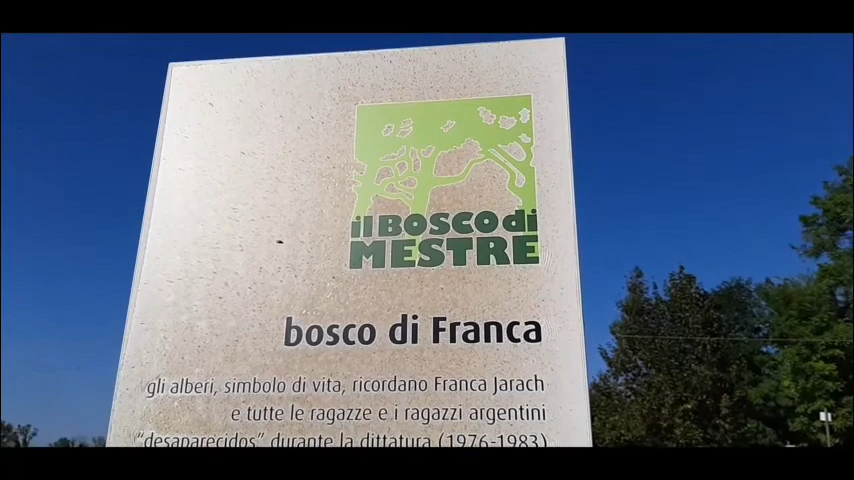 il BOSCO di
MESTRE
bosco di Franca
gli alberi, simbolo di vita, ricordano Franca Jarach
e tutte le ragazze e i ragazzi argentini
"desaparecidos" durante la dittatura (1976-1983)